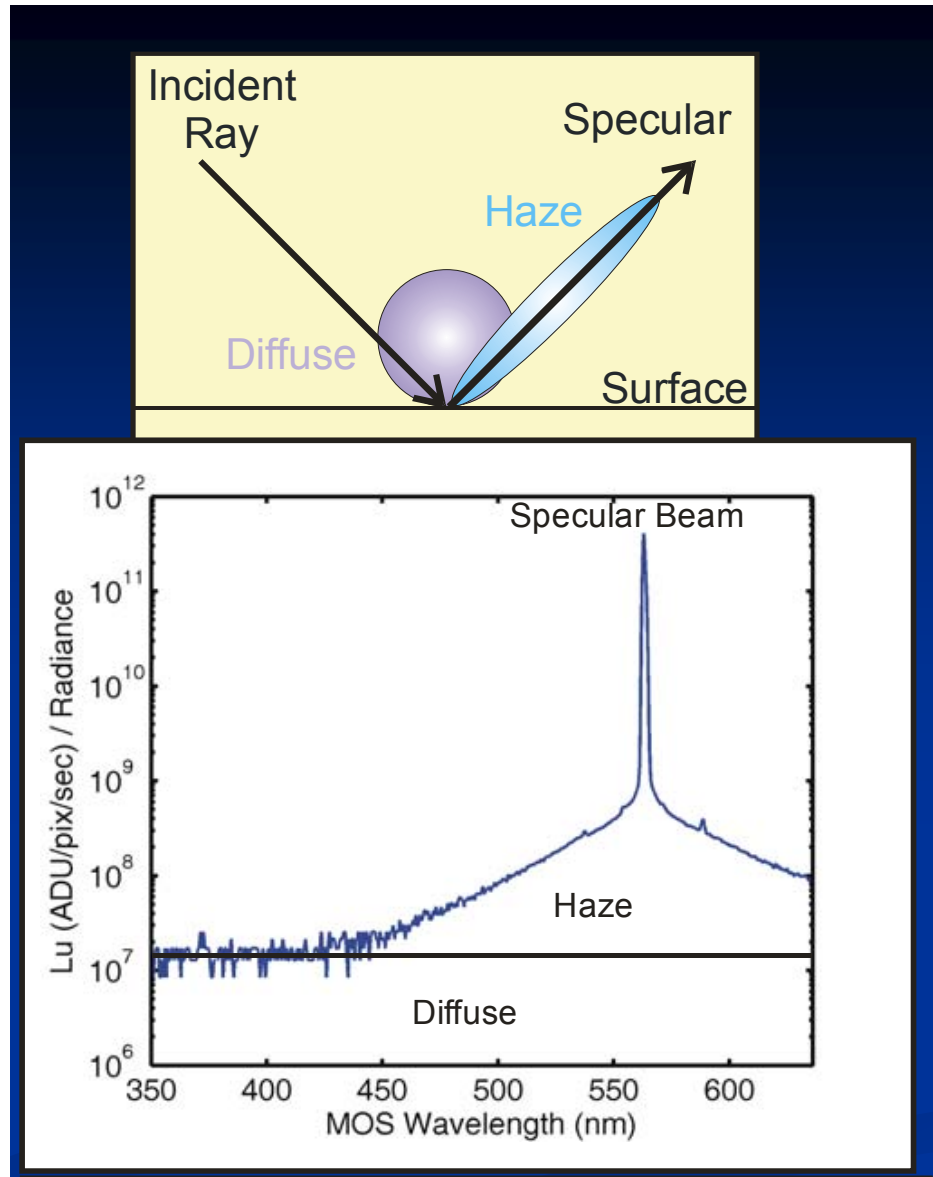 Incident
Ray
Specular
Haze
Diffuse
Surface
10^12
10^11
10^10
10^9
10^8
10^7
10^6
Lu (ADU/pix/sec) / Radiance
Specular Beam
Haze
Diffuse
350 400 450 500 550 600
MOS Wavelength (nm)